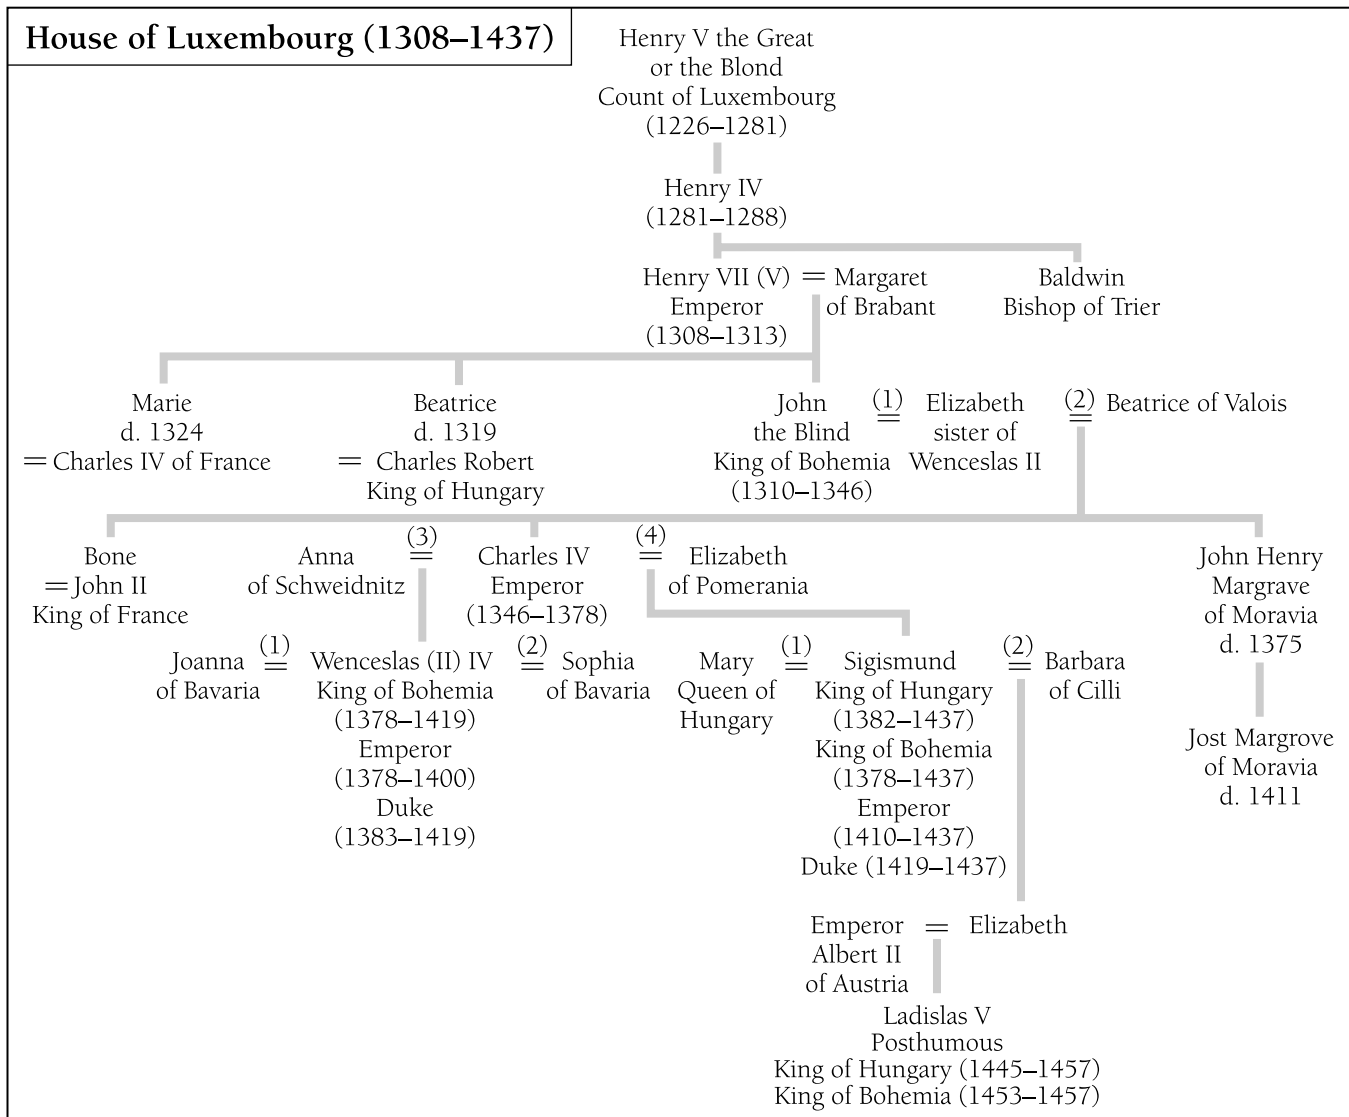 House of Luxembourg (1308–1437)
Henry V the Great
or the Blond
Count of Luxembourg
(1226–1281)
Henry IV
(1281–1288)
Henry VII (V)
Emperor
(1308–1313)
=
Margaret
of Brabant
Baldwin
Bishop of Trier
Marie
d. 1324
= Charles IV of France
Beatrice
d. 1319
= Charles Robert
King of Hungary
John
the Blind
King of Bohemia
(1310–1346)
(1)
=
Elizabeth
sister of
Wenceslas II
(2)
=
Beatrice of Valois
Bone
= John II
King of France
Anna
of Schweidnitz
(3)
=
Charles IV
Emperor
(1346–1378)
(4)
=
Elizabeth
of Pomerania
John Henry
Margrave
of Moravia
d. 1375
Joanna
of Bavaria
(1)
=
Wenceslas (II) IV
King of Bohemia
(1378–1419)
Emperor
(1378–1400)
Duke
(1383–1419)
(2)
=
Sophia
of Bavaria
Mary
Queen of
Hungary
(1)
=
Sigismund
King of Hungary
(1382–1437)
King of Bohemia
(1378–1437)
Emperor
(1410–1437)
Duke (1419–1437)
(2)
=
Barbara
of Cilli
Jost Margrove
of Moravia
d. 1411
Emperor
Albert II
of Austria
=
Elizabeth
Ladislas V
Posthumous
King of Hungary (1445–1457)
King of Bohemia (1453–1457)